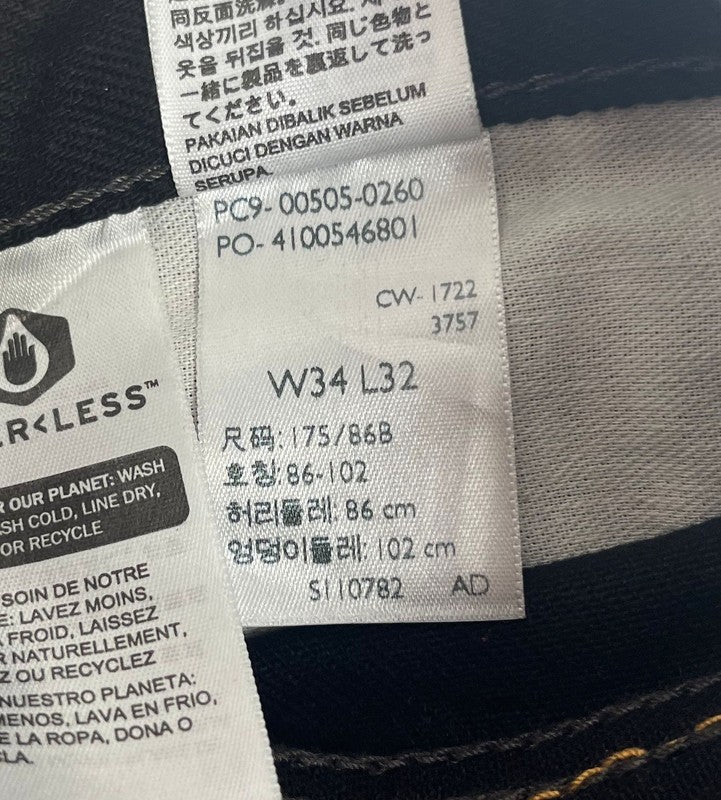 同反面洗滌。
색상끼리 하십시요.
옷을 뒤집을 것. 同じ色物と
一緒に製品を裏返して洗っ
てください。
PAKAIAN DIBALIK SEBELUM
DICUCI DENGAN WARNA
SERUPA.
PC9- 00505-0260
PO- 4100546801
CW- 1722
3757
W34 L32
尺码: 175/86B
호칭: 86-102
허리둘레: 86 cm
엉덩이둘레: 102 cm
S110782 AD
R<LESS™
OUR PLANET: WASH
COLD, LINE DRY,
OR RECYCLE
SOIN DE NOTRE
LAVEZ MOINS,
FROID, LAISSEZ
NATURELLEMENT,
OU RECYCLEZ
NUESTRO PLANETA:
MENOS, LAVA EN FRIO,
LA ROPA, DONA O